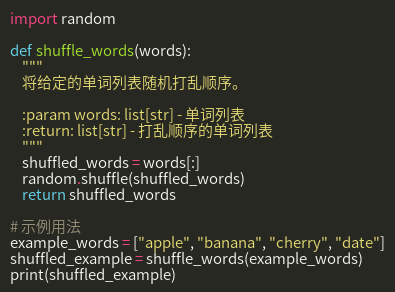 import random

def shuffle_words(words):
    """
    将给定的单词列表随机打乱顺序。

    :param words: list[str] - 单词列表
    :return: list[str] - 打乱顺序的单词列表
    """
    shuffled_words = words[:]
    random.shuffle(shuffled_words)
    return shuffled_words

# 示例用法
example_words = ["apple", "banana", "cherry", "date"]
shuffled_example = shuffle_words(example_words)
print(shuffled_example)